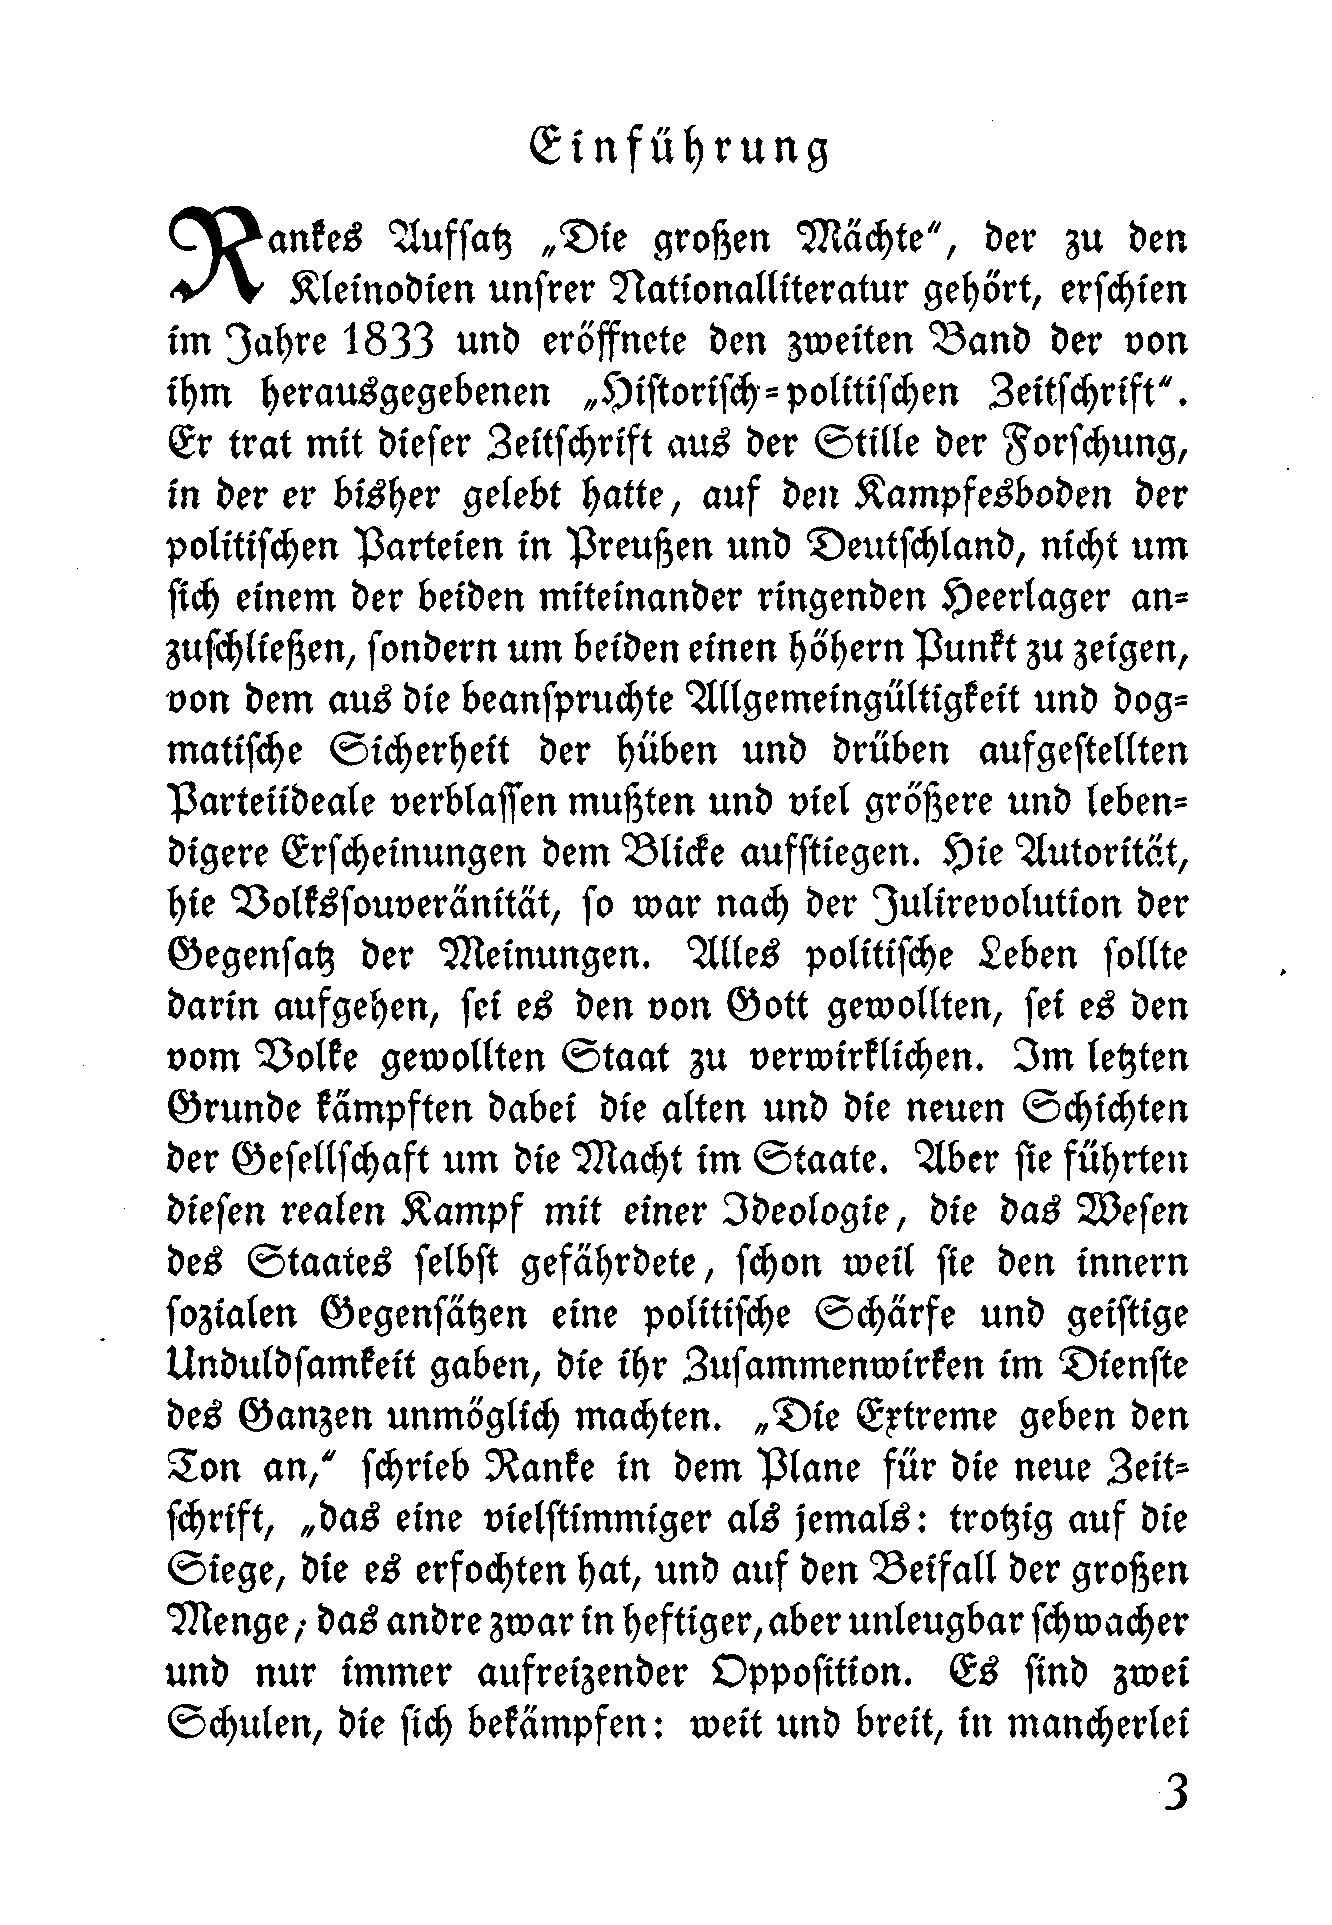 Einführung
Rankes Aufsatz „Die großen Mächte“, der zu den
Kleinodien unsrer Nationalliteratur gehört, erschien
im Jahre 1833 und eröffnete den zweiten Band der von
ihm herausgegebenen „Historisch-politischen Zeitschrift“.
Er trat mit dieser Zeitschrift aus der Stille der Forschung,
in der er bisher gelebt hatte, auf den Kampfesboden der
politischen Parteien in Preußen und Deutschland, nicht um
sich einem der beiden miteinander ringenden Heerlager an-
zuschließen, sondern um beiden einen höhern Punkt zu zeigen,
von dem aus die beanspruchte Allgemeingültigkeit und dog-
matische Sicherheit der hüben und drüben aufgestellten
Parteiideale verblassen mußten und viel größere und leben-
digere Erscheinungen dem Blicke aufstiegen. Hie Autorität,
hie Volkssouveränität, so war nach der Julirevolution der
Gegensatz der Meinungen. Alles politische Leben sollte
darin aufgehen, sei es den von Gott gewollten, sei es den
vom Volke gewollten Staat zu verwirklichen. Im letzten
Grunde kämpften dabei die alten und die neuen Schichten
der Gesellschaft um die Macht im Staate. Aber sie führten
diesen realen Kampf mit einer Ideologie, die das Wesen
des Staates selbst gefährdete, schon weil sie den innern
sozialen Gegensätzen eine politische Schärfe und geistige
Unduldsamkeit gaben, die ihr Zusammenwirken im Dienste
des Ganzen unmöglich machten. „Die Extreme geben den
Ton an,“ schrieb Ranke in dem Plane für die neue Zeit-
schrift, „das eine vielstimmiger als jemals: trotzig auf die
Siege, die es erfochten hat, und auf den Beifall der großen
Menge; das andre zwar in heftiger, aber unleugbar schwacher
und nur immer aufreizender Opposition. Es sind zwei
Schulen, die sich bekämpfen: weit und breit, in mancherlei
3